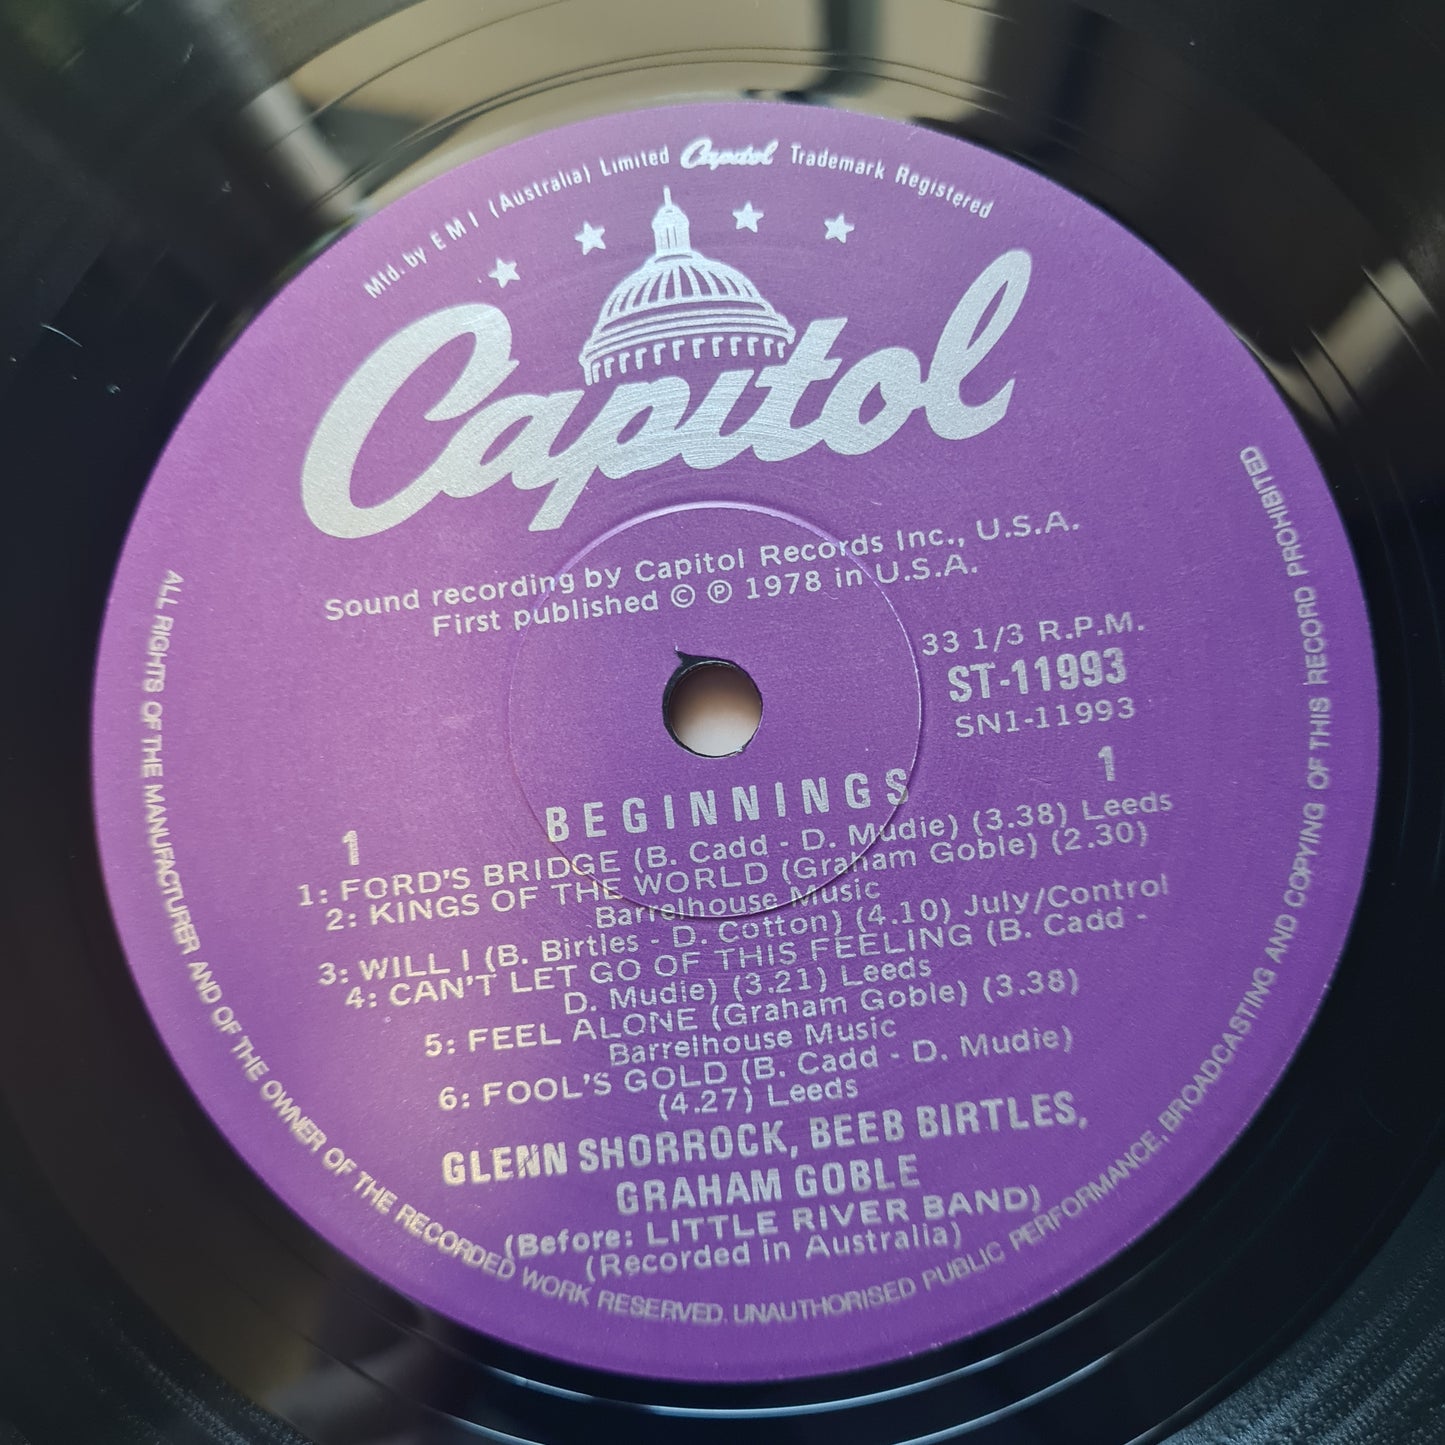 Mfd. by E M I (Australia) Limited Capitol Trademark Registered
Capitol
Sound recording by Capitol Records Inc., U.S.A.
First published © ℗ 1978 in U.S.A.
33 1/3 R.P.M.
ST-11993
SN1-11993
BEGINNINGS
1 1
1: FORD'S BRIDGE (B. Cadd - D. Mudie) (3.38) Leeds
2: KINGS OF THE WORLD (Graham Goble) (2.30)
Barrelhouse Music
3: WILL I (B. Birtles - D. Cotton) (4.10) July/Control
4: CAN'T LET GO OF THIS FEELING (B. Cadd -
D. Mudie) (3.21) Leeds
5: FEEL ALONE (Graham Goble) (3.38)
Barrelhouse Music
6: FOOL'S GOLD (B. Cadd - D. Mudie)
(4.27) Leeds
GLENN SHORROCK, BEEB BIRTLES,
GRAHAM GOBLE
(Before: LITTLE RIVER BAND)
(Recorded in Australia)
ALL RIGHTS OF THE MANUFACTURER AND OF THE OWNER OF THE RECORDED WORK RESERVED. UNAUTHORISED PUBLIC PERFORMANCE, BROADCASTING AND COPYING OF THIS RECORD PROHIBITED